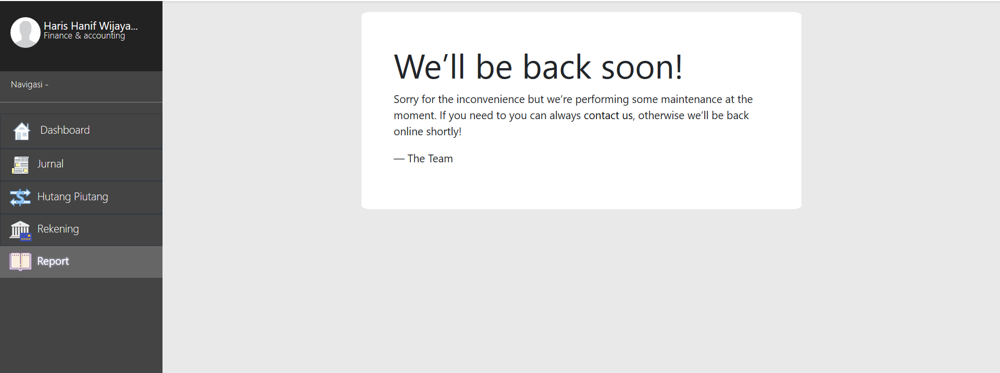 Haris Hanif Wijaya...
Finance & accounting
Navigasi -
Dashboard
Jurnal
Hutang Piutang
Rekening
Report
We’ll be back soon!
Sorry for the inconvenience but we’re performing some maintenance at the
moment. If you need to you can always contact us, otherwise we’ll be back
online shortly!
— The Team